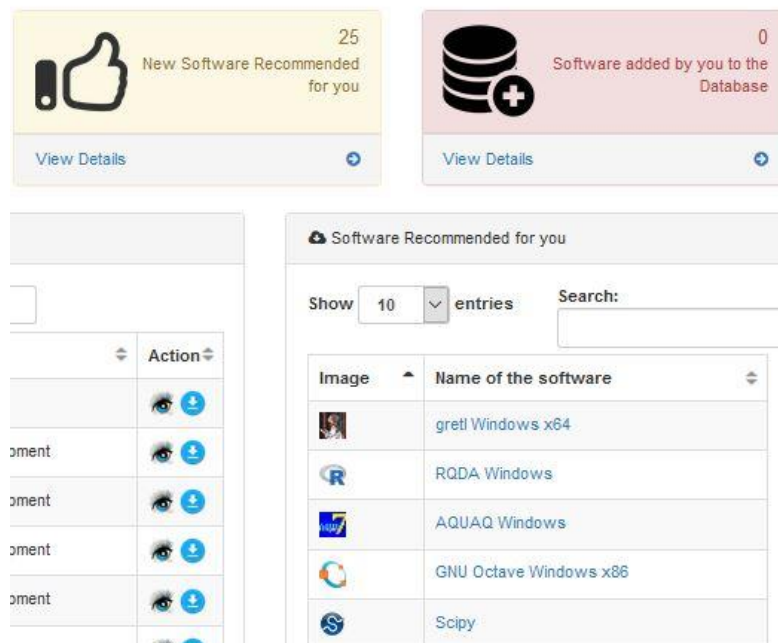 25
New Software Recommended
for you
View Details
0
Software added by you to the
Database
View Details
Action
oment
oment
oment
oment
Software Recommended for you
Show 10 entries
Search:
Image
Name of the software
gretl Windows x64
RQDA Windows
AQUAQ Windows
GNU Octave Windows x86
Scipy